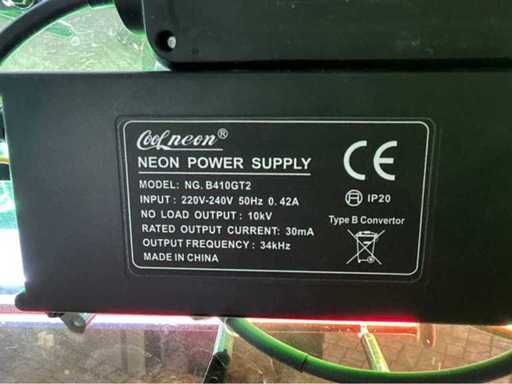 Coolneon®
NEON POWER SUPPLY
MODEL: NG. B410GT2
INPUT : 220V-240V 50Hz 0. 42A
NO LOAD OUTPUT : 10kV
RATED OUTPUT CURRENT: 30mA
OUTPUT FREQUENCY : 34kHz
MADE IN CHINA
CE
IP20
Type B Convertor